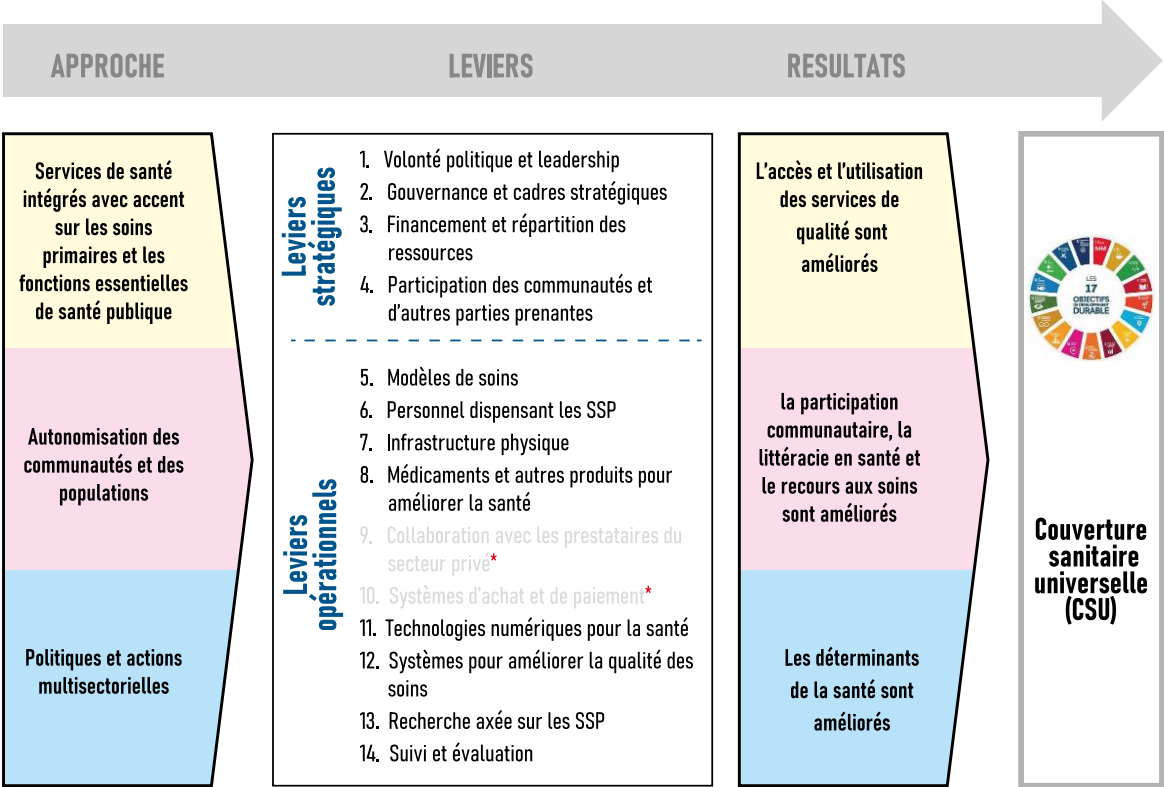 APPROCHE
LEVIERS
RESULTATS
Services de santé
intégrés avec accent
sur les soins
primaires et les
fonctions essentielles
de santé publique
Autonomisation des
communautés et des
populations
Politiques et actions
multisectorielles
Leviers
stratégiques
1. Volonté politique et leadership
2. Gouvernance et cadres stratégiques
3. Financement et répartition des
ressources
4. Participation des communautés et
d'autres parties prenantes
Leviers
opérationnels
5. Modèles de soins
6. Personnel dispensant les SSP
7. Infrastructure physique
8. Médicaments et autres produits pour
améliorer la santé
9. Collaboration avec les prestataires du
secteur privé*
10. Systèmes d'achat et de paiement*
11. Technologies numériques pour la santé
12. Systèmes pour améliorer la qualité des
soins
13. Recherche axée sur les SSP
14. Suivi et évaluation
L'accès et l'utilisation
des services de
qualité sont
améliorés
la participation
communautaire, la
littéracie en santé et
le recours aux soins
sont améliorés
Les déterminants
de la santé sont
améliorés
LES
17
OBJECTIFS
DE DÉVELOPPEMENT
DURABLE
Couverture
sanitaire
universelle
(CSU)